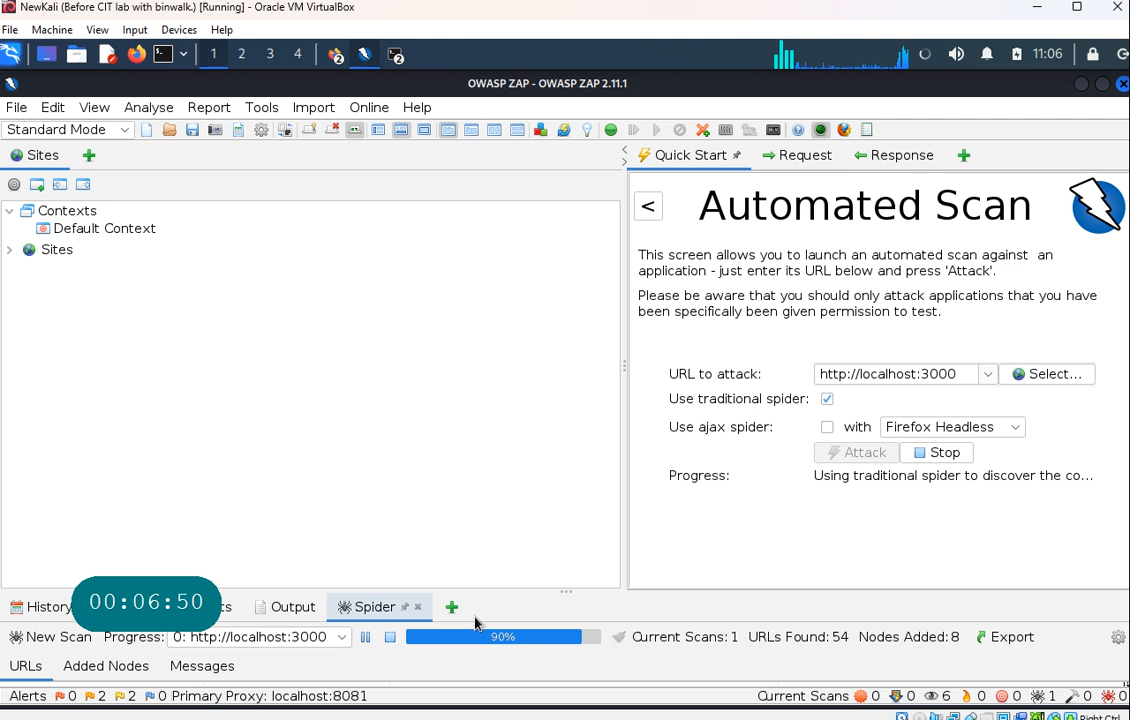 NewKali (Before CIT lab with binwalk.) [Running] - Oracle VM VirtualBox
File Machine View Input Devices Help
1 2 3 4 2 2 11:06
OWASP ZAP - OWASP ZAP 2.11.1
File Edit View Analyse Report Tools Import Online Help
Standard Mode
Sites
Quick Start Request Response
Contexts
Default Context
Sites
< Automated Scan
This screen allows you to launch an automated scan against an
application - just enter its URL below and press 'Attack'.
Please be aware that you should only attack applications that you have
been specifically been given permission to test.
URL to attack: http://localhost:3000 Select...
Use traditional spider:
Use ajax spider: with Firefox Headless
Attack Stop
Progress: Using traditional spider to discover the co...
History 00:06:50 ts Output Spider
New Scan Progress: 0: http://localhost:3000 90% Current Scans: 1 URLs Found: 54 Nodes Added: 8 Export
URLs Added Nodes Messages
Alerts 0 2 2 0 Primary Proxy: localhost:8081 Current Scans 0 0 6 0 0 1 0 0
Right Ctrl